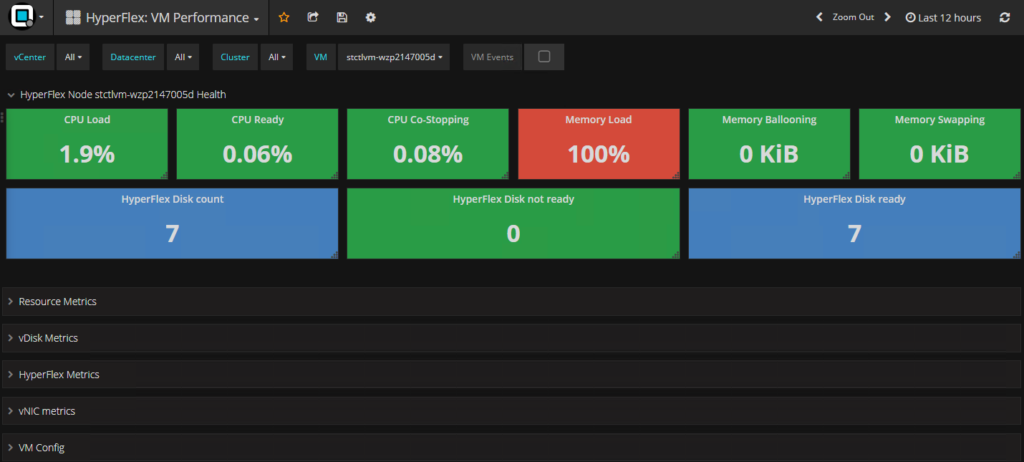 HyperFlex: VM Performance
Zoom Out
Last 12 hours
vCenter All Datacenter All Cluster All VM stctlvm-wzp2147005d VM Events
HyperFlex Node stctlvm-wzp2147005d Health
CPU Load
1.9%
CPU Ready
0.06%
CPU Co-Stopping
0.08%
Memory Load
100%
Memory Ballooning
0 KiB
Memory Swapping
0 KiB
HyperFlex Disk count
7
HyperFlex Disk not ready
0
HyperFlex Disk ready
7
Resource Metrics
vDisk Metrics
HyperFlex Metrics
vNIC metrics
VM Config